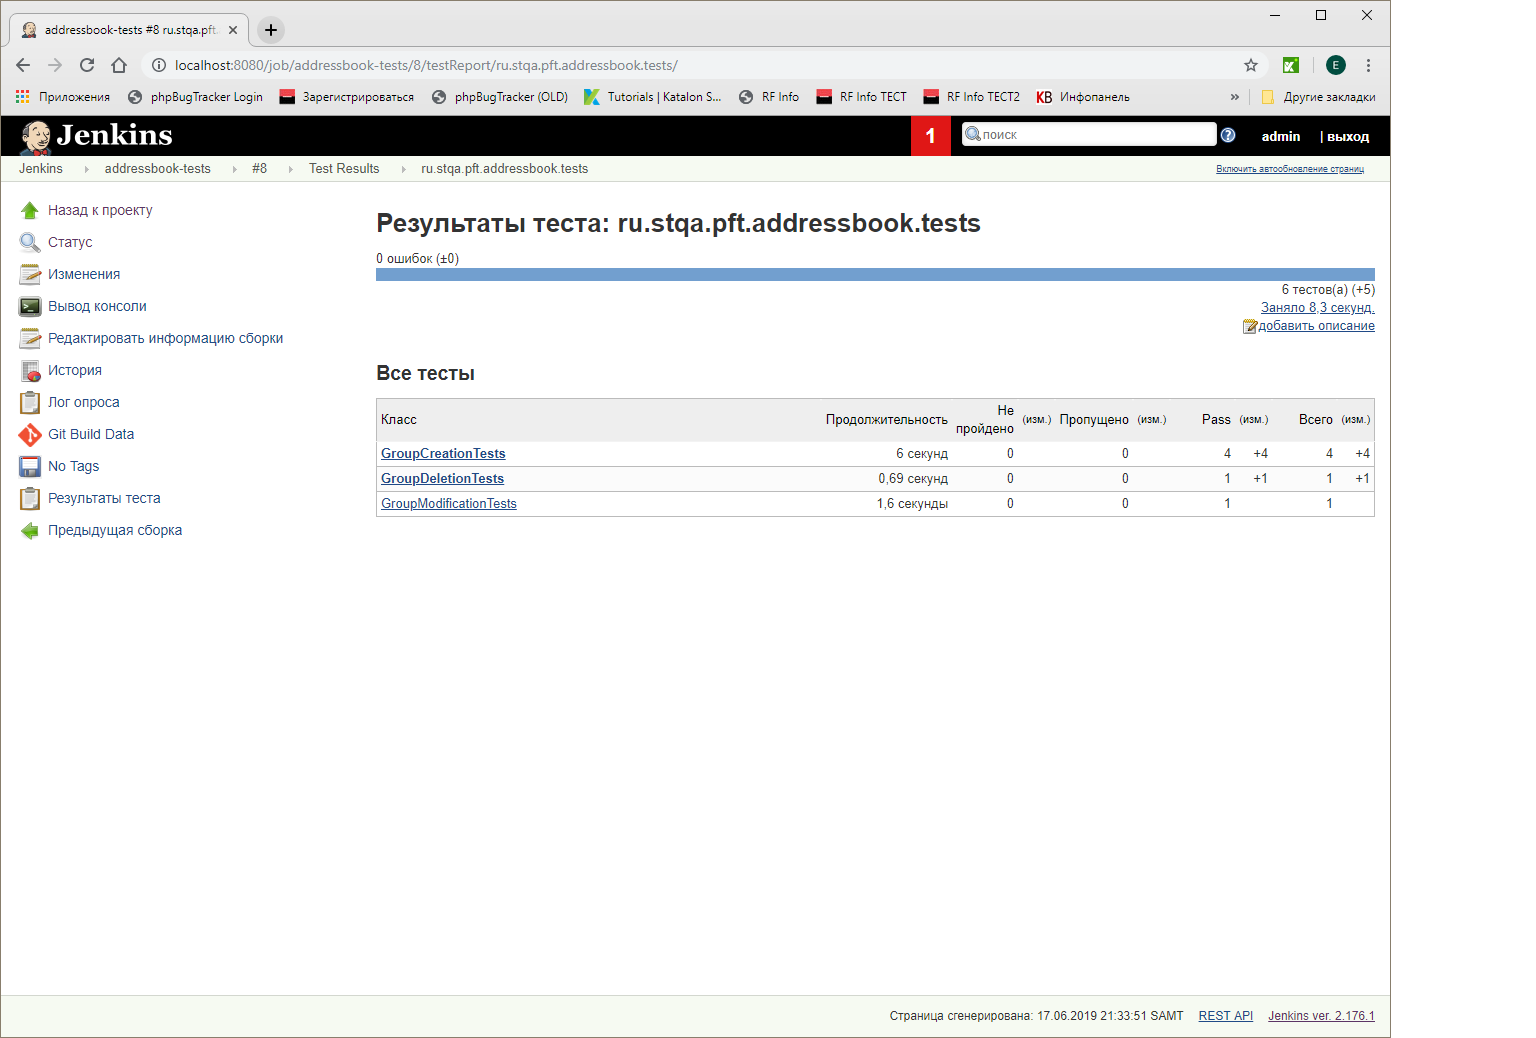 addressbook-tests #8 ru.stqa.pft.
localhost:8080/job/addressbook-tests/8/testReport/ru.stqa.pft.addressbook.tests/
E
Приложения phpBugTracker Login Зарегистрироваться phpBugTracker (OLD) Tutorials | Katalon S... RF Info RF Info ТЕСТ RF Info ТЕСТ2 KB Инфопанель » Другие закладки
Jenkins 1 поиск ? admin | выход
Jenkins addressbook-tests #8 Test Results ru.stqa.pft.addressbook.tests Включить автообновление страниц
Назад к проекту
Статус
Изменения
Вывод консоли
Редактировать информацию сборки
История
Лог опроса
Git Build Data
No Tags
Результаты теста
Предыдущая сборка
Результаты теста: ru.stqa.pft.addressbook.tests
0 ошибок (±0)
6 тестов(а) (+5)
Заняло 8,3 секунд.
добавить описание
Все тесты
Класс Продолжительность Не пройдено (изм.) Пропущено (изм.) Pass (изм.) Всего (изм.)
GroupCreationTests 6 секунд 0 0 4 +4 4 +4
GroupDeletionTests 0,69 секунд 0 0 1 +1 1 +1
GroupModificationTests 1,6 секунды 0 0 1 1
Страница сгенерирована: 17.06.2019 21:33:51 SAMT REST API Jenkins ver. 2.176.1